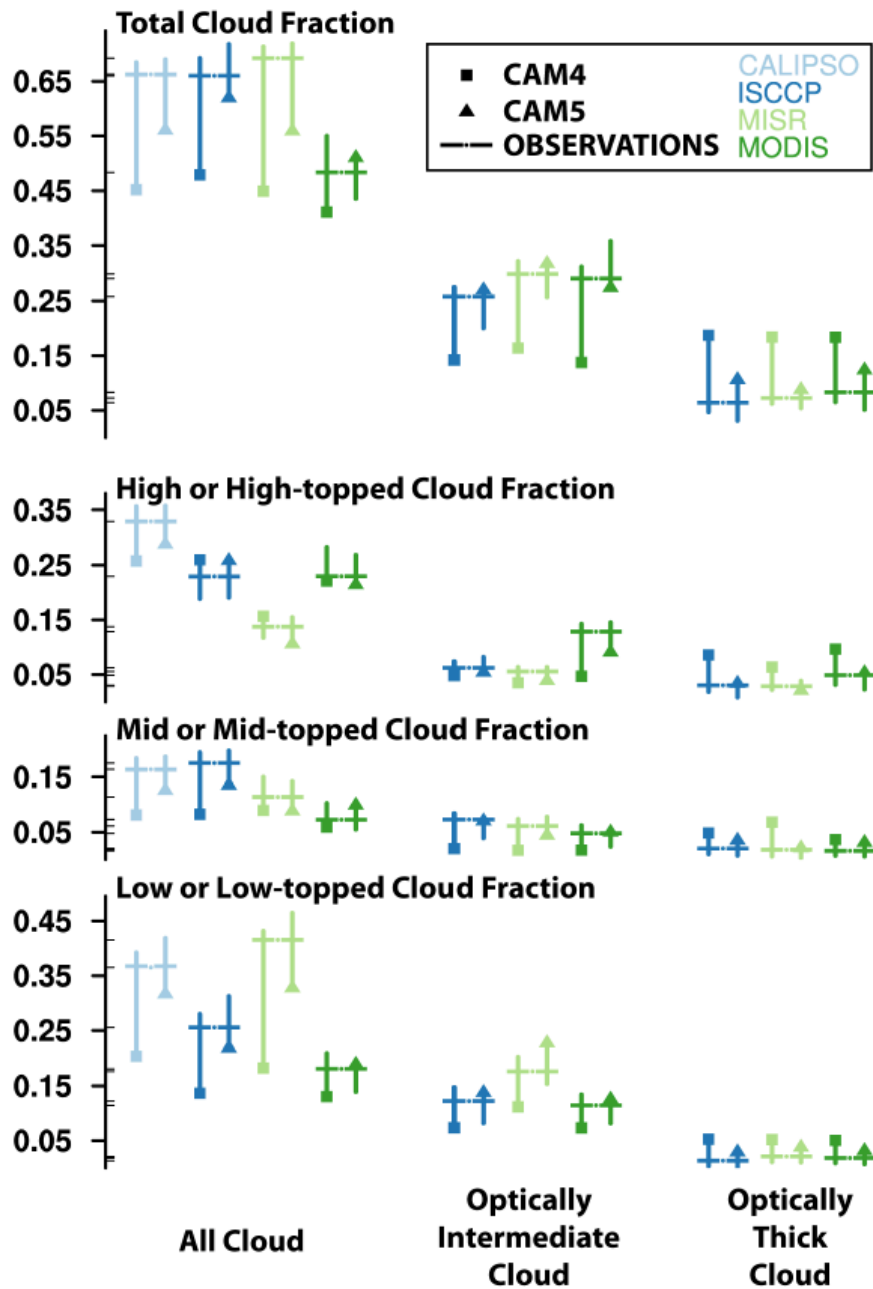 Total Cloud Fraction
0.65
0.55
0.45
0.35
0.25
0.15
0.05
CAM4
CAM5
OBSERVATIONS
CALIPSO
ISCCP
MISR
MODIS
High or High-topped Cloud Fraction
0.35
0.25
0.15
0.05
Mid or Mid-topped Cloud Fraction
0.15
0.05
Low or Low-topped Cloud Fraction
0.45
0.35
0.25
0.15
0.05
All Cloud
Optically
Intermediate
Cloud
Optically
Thick
Cloud